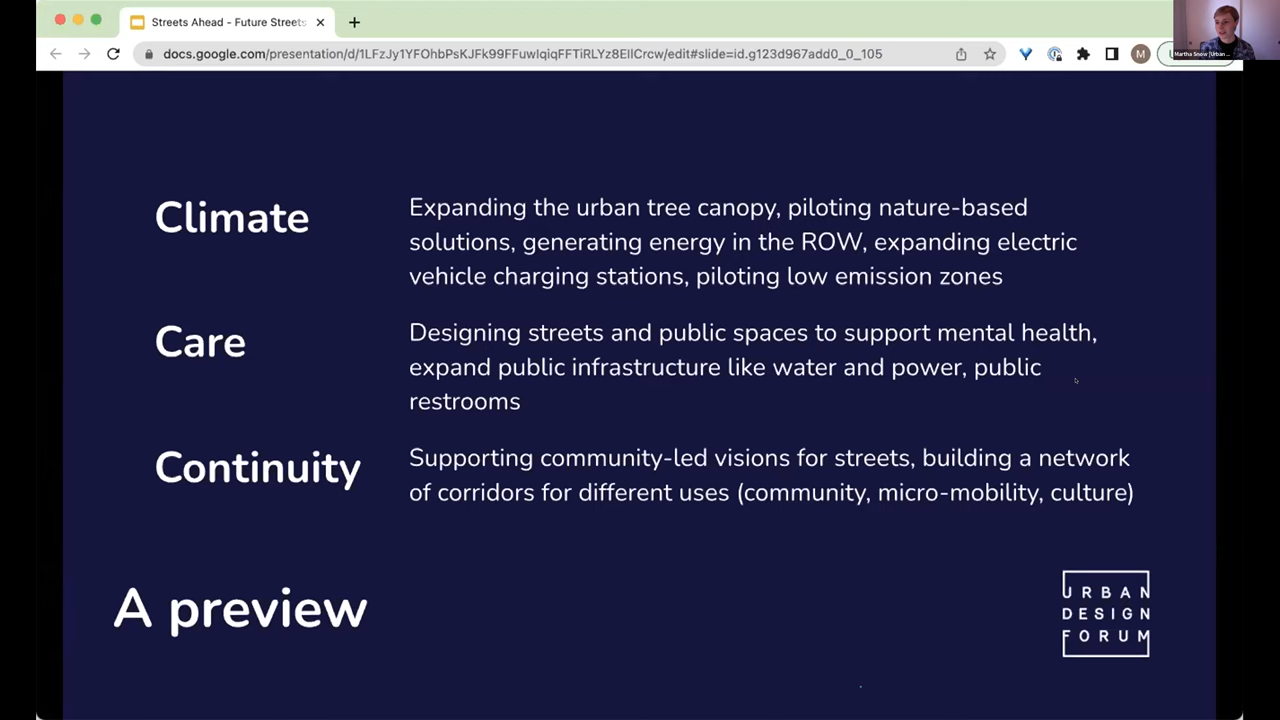 Streets Ahead - Future Streets
docs.google.com/presentation/d/1LFzJy1YFOhbPsKJFk99FFuwIqiqFFTiRLYz8EIlCrcw/edit#slide=id.g123d967add0_0_105
M
Martha Snow (Urban ...
Climate
Expanding the urban tree canopy, piloting nature-based
solutions, generating energy in the ROW, expanding electric
vehicle charging stations, piloting low emission zones
Care
Designing streets and public spaces to support mental health,
expand public infrastructure like water and power, public
restrooms
Continuity
Supporting community-led visions for streets, building a network
of corridors for different uses (community, micro-mobility, culture)
A preview
URBAN
DESIGN
FORUM